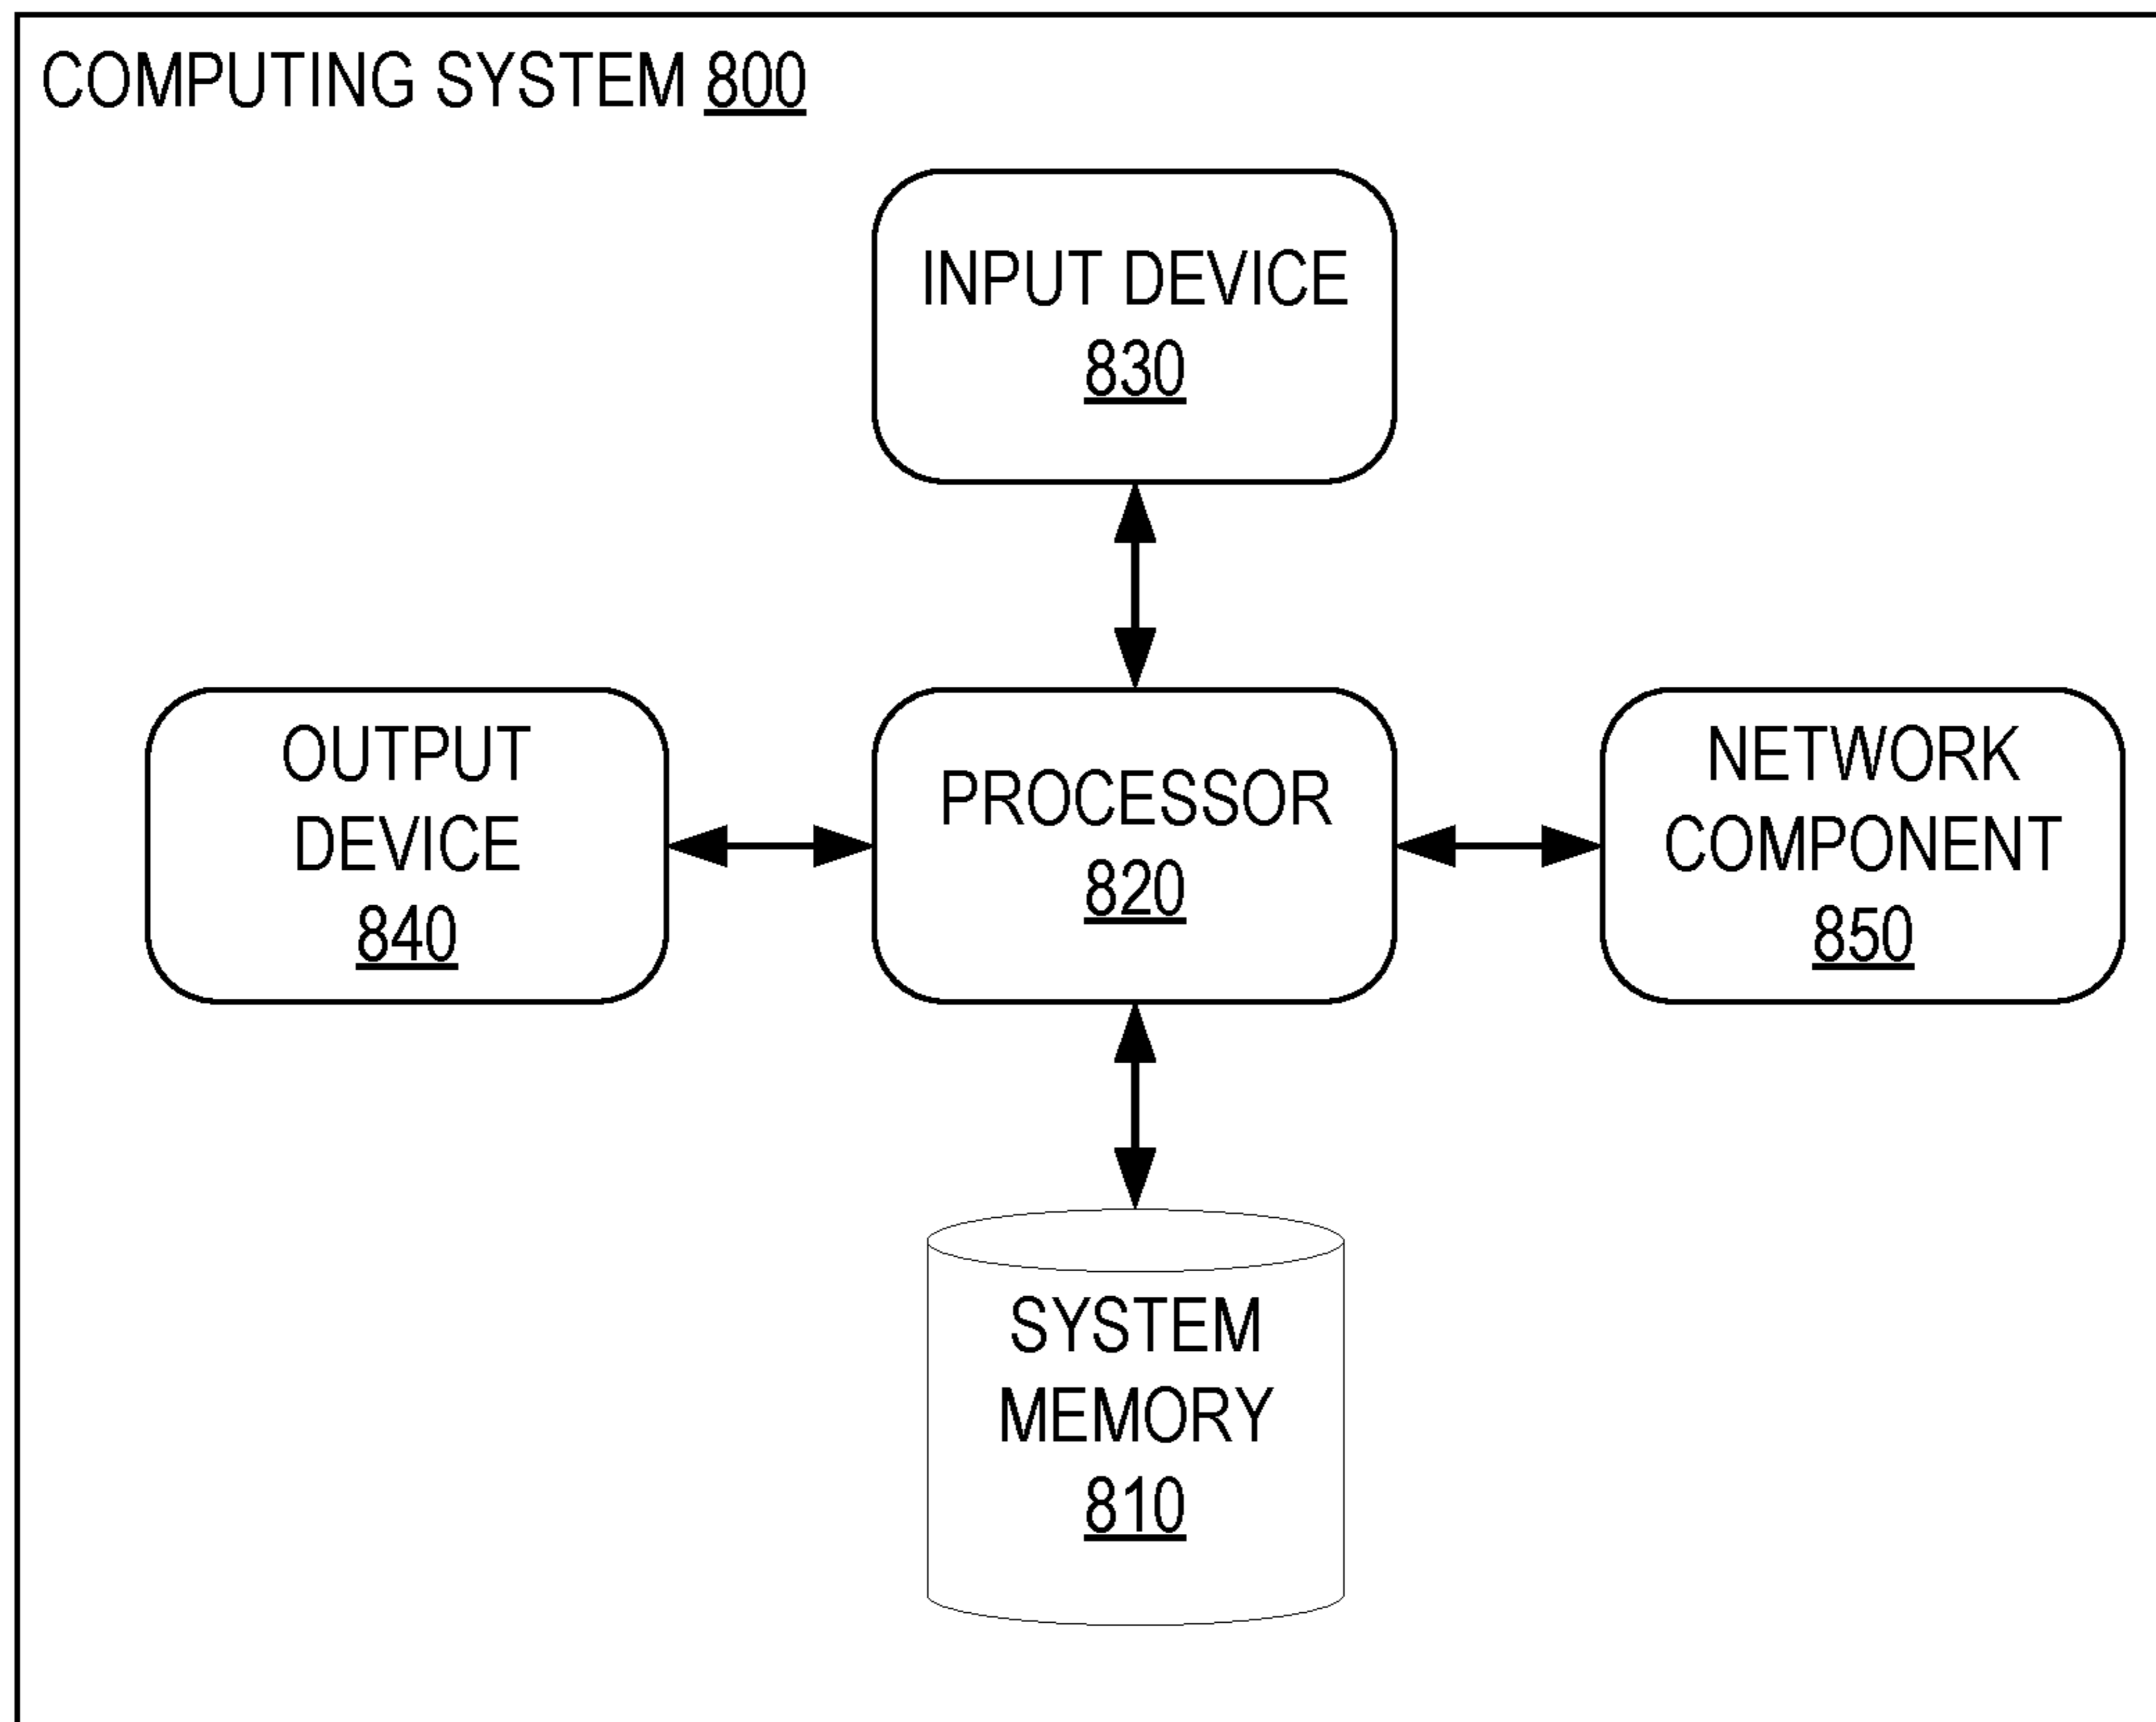 COMPUTING SYSTEM 800
INPUT DEVICE
830
OUTPUT
DEVICE
840
PROCESSOR
820
NETWORK
COMPONENT
850
SYSTEM
MEMORY
810